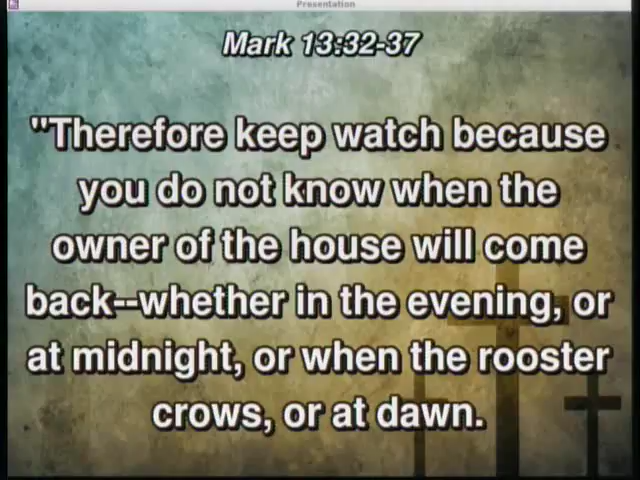 Presentation
Mark 13:32-37
"Therefore keep watch because
you do not know when the
owner of the house will come
back--whether in the evening, or
at midnight, or when the rooster
crows, or at dawn.